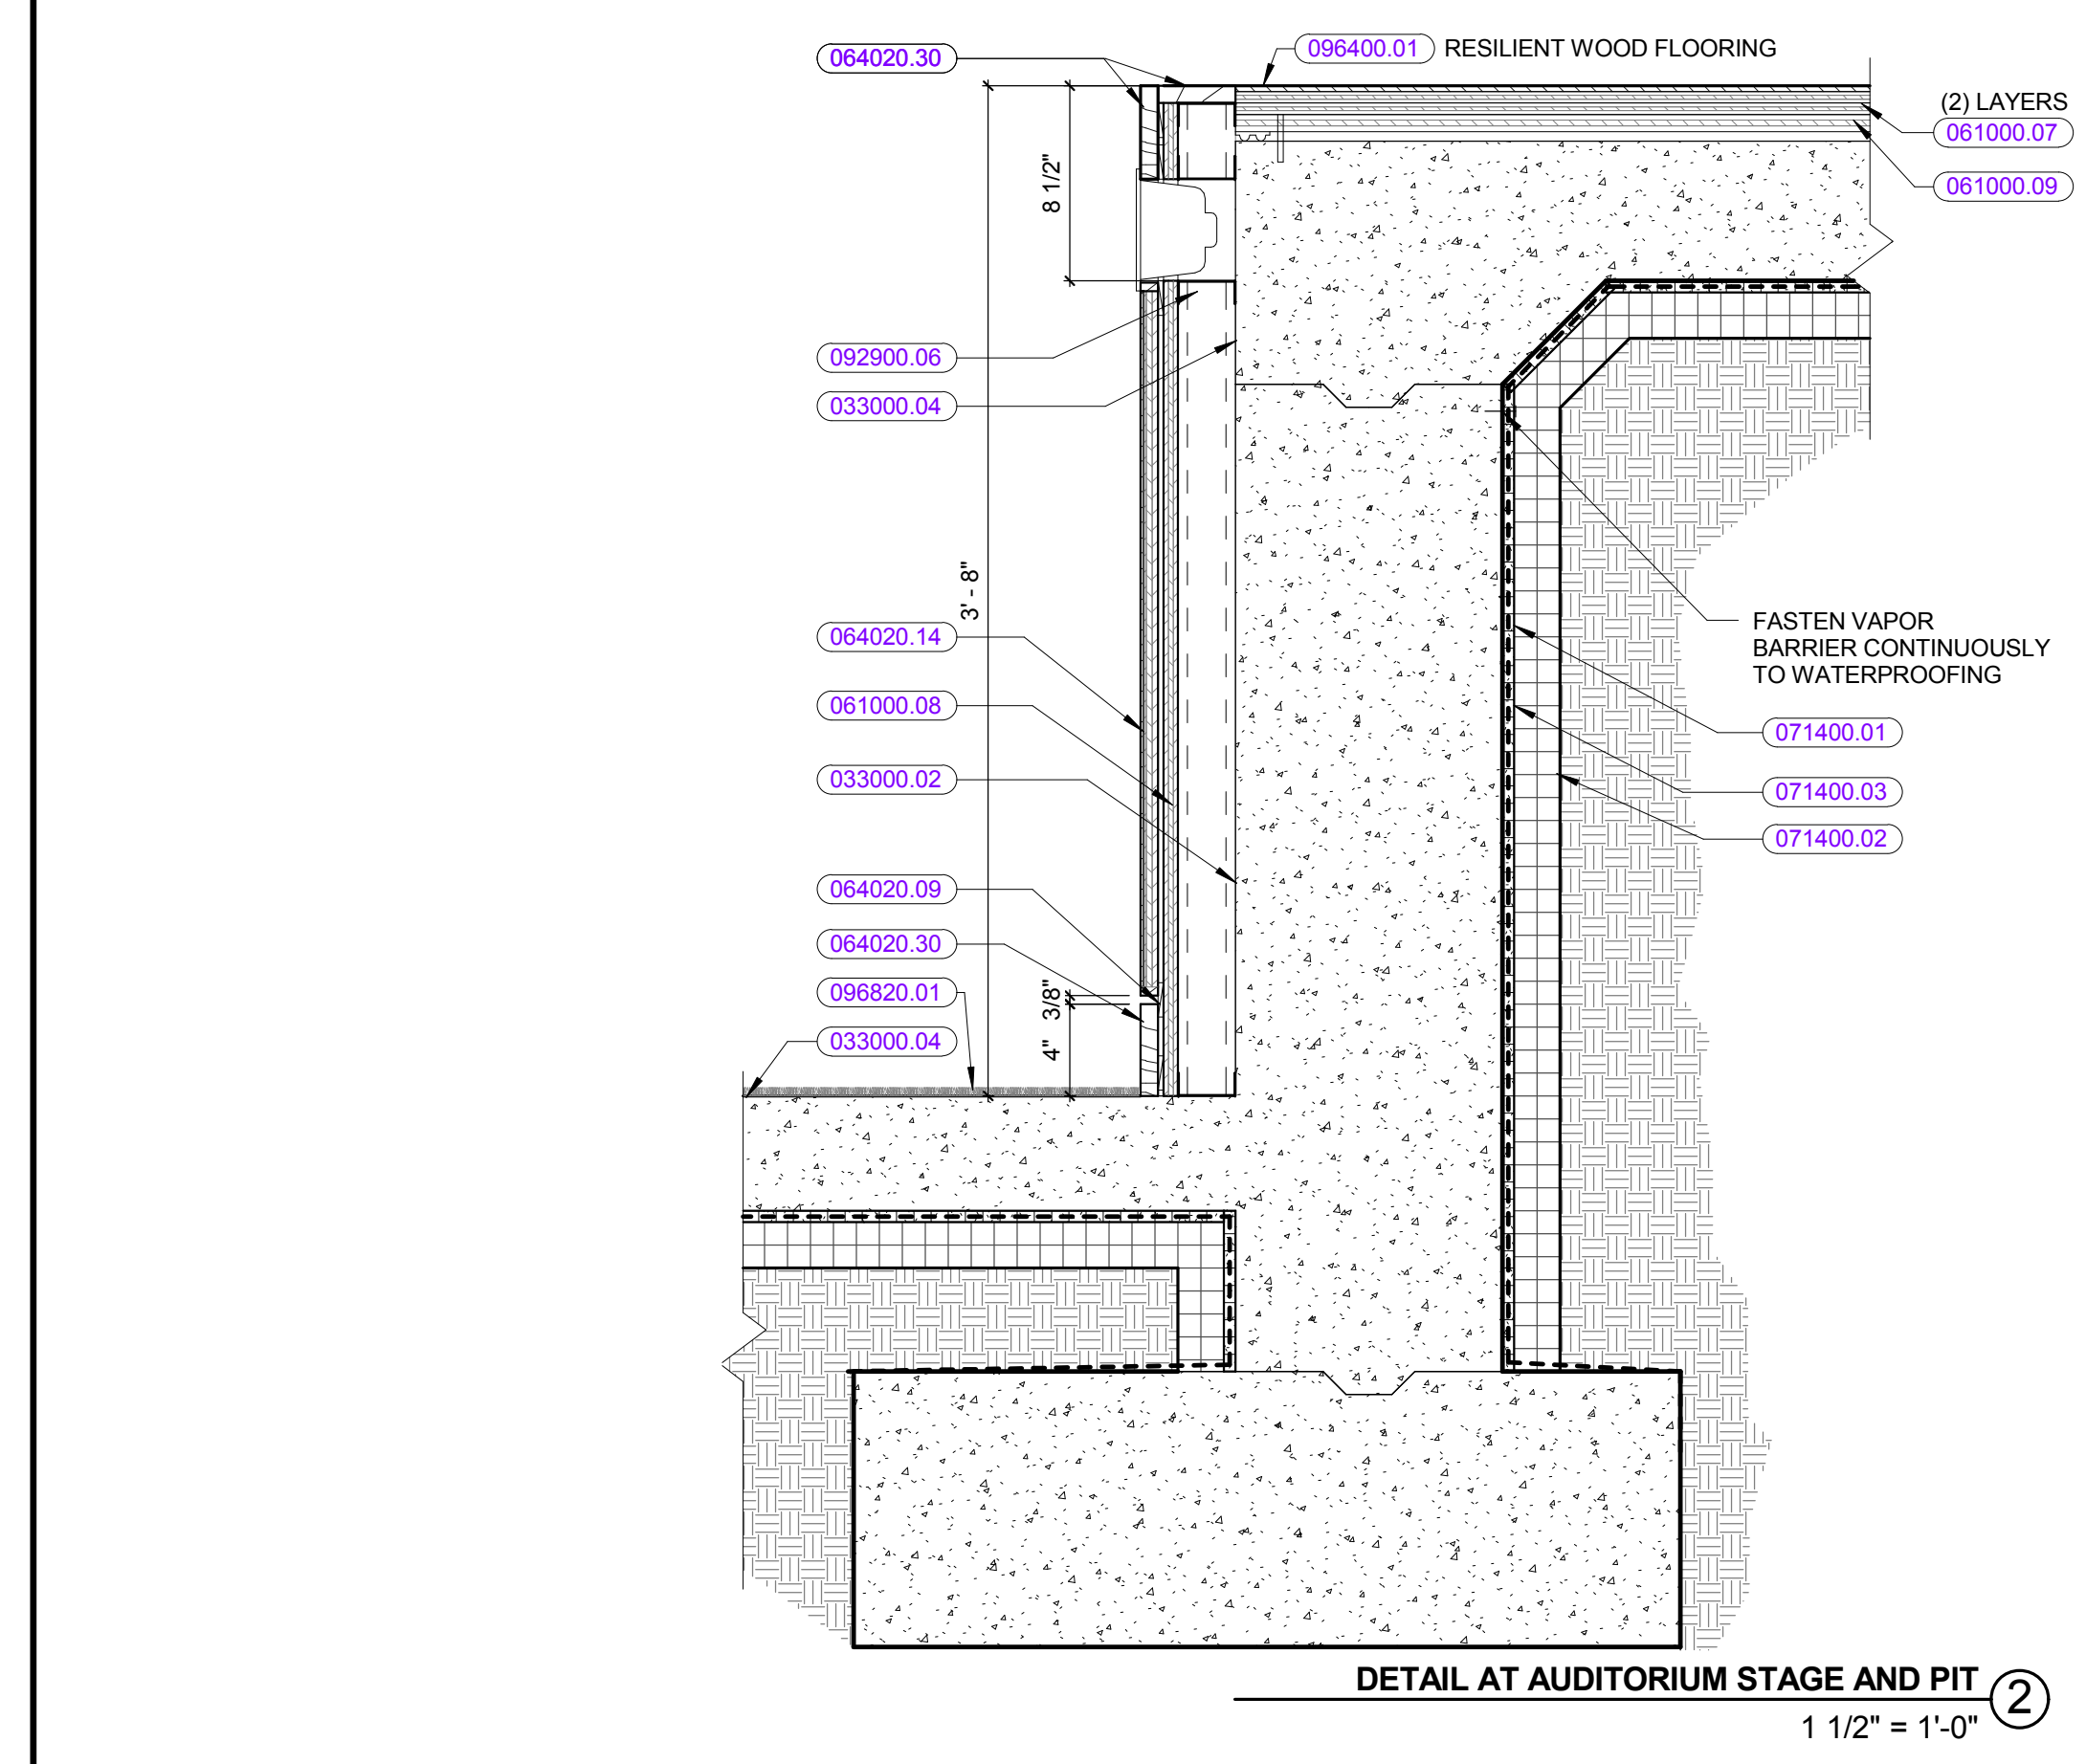 064020.30
096400.01 RESILIENT WOOD FLOORING
(2) LAYERS
061000.07
061000.09
8 1/2"
092900.06
033000.04
3' - 8"
064020.14
061000.08
033000.02
064020.09
064020.30
096820.01
033000.04
3/8"
4"
FASTEN VAPOR
BARRIER CONTINUOUSLY
TO WATERPROOFING
071400.01
071400.03
071400.02
DETAIL AT AUDITORIUM STAGE AND PIT
2
1 1/2" = 1'-0"